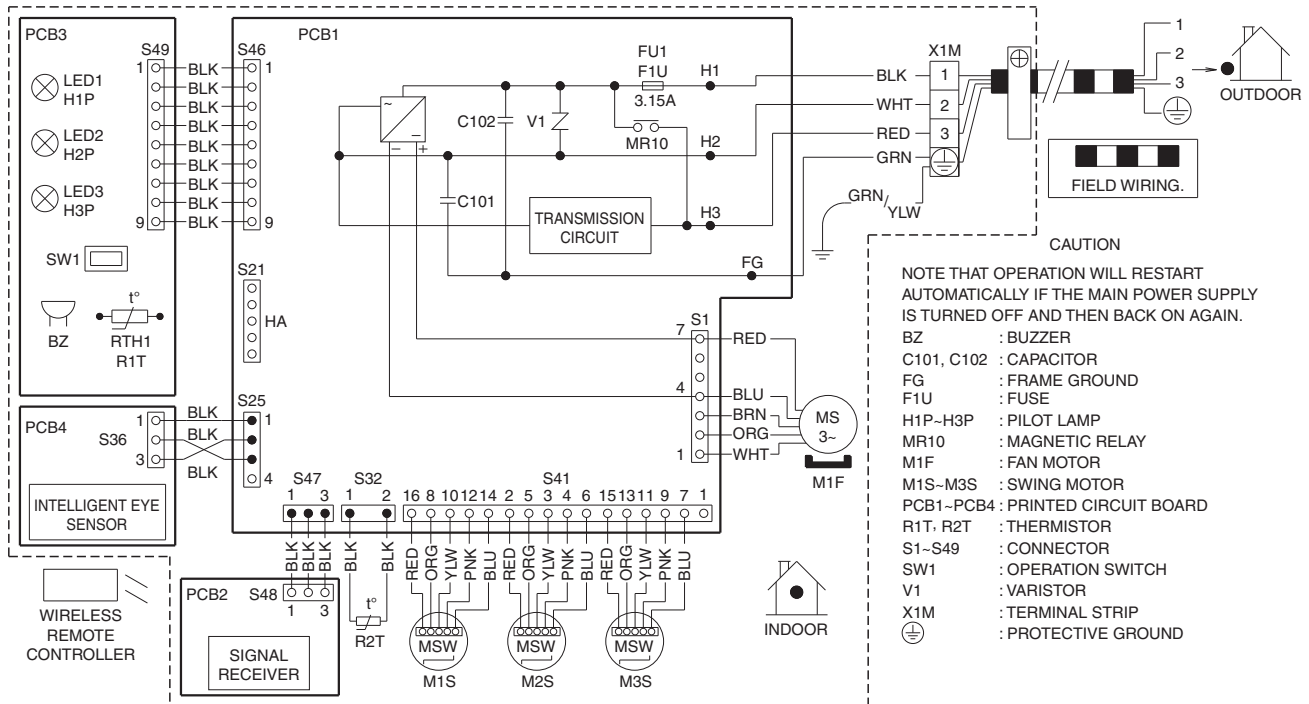 PCB3
S49
S46
PCB1
1
BLK
1
BLK
BLK
BLK
BLK
BLK
BLK
BLK
9
BLK
9
LED1
H1P
LED2
H2P
LED3
H3P
SW1
BZ
t°
RTH1
R1T
S21
HA
~
–
– +
C102
V1
FU1
F1U
3.15A
MR10
H1
H2
H3
C101
TRANSMISSION
CIRCUIT
FG
X1M
BLK 1
WHT 2
RED 3
GRN
GRN/
YLW
1
2
3
OUTDOOR
FIELD WIRING.
PCB4
S36
1
3
BLK
BLK
BLK
S25
1
4
INTELLIGENT EYE
SENSOR
S1
7
RED
4
BLU
BRN
ORG
1
WHT
MS
3~
M1F
S47
1 3
S32
1 2
S41
16 8 10 12 14 2 5 3 4 6 15 13 11 9 7 1
BLK
BLK
BLK
BLK
BLK
RED
ORG
YLW
PNK
BLU
RED
ORG
YLW
PNK
BLU
RED
ORG
YLW
PNK
BLU
WIRELESS
REMOTE
CONTROLLER
PCB2
S48
1 3
SIGNAL
RECEIVER
t°
R2T
MSW
M1S
MSW
M2S
MSW
M3S
INDOOR
CAUTION
NOTE THAT OPERATION WILL RESTART
AUTOMATICALLY IF THE MAIN POWER SUPPLY
IS TURNED OFF AND THEN BACK ON AGAIN.
BZ : BUZZER
C101, C102 : CAPACITOR
FG : FRAME GROUND
F1U : FUSE
H1P~H3P : PILOT LAMP
MR10 : MAGNETIC RELAY
M1F : FAN MOTOR
M1S~M3S : SWING MOTOR
PCB1~PCB4 : PRINTED CIRCUIT BOARD
R1T, R2T : THERMISTOR
S1~S49 : CONNECTOR
SW1 : OPERATION SWITCH
V1 : VARISTOR
X1M : TERMINAL STRIP
: PROTECTIVE GROUND